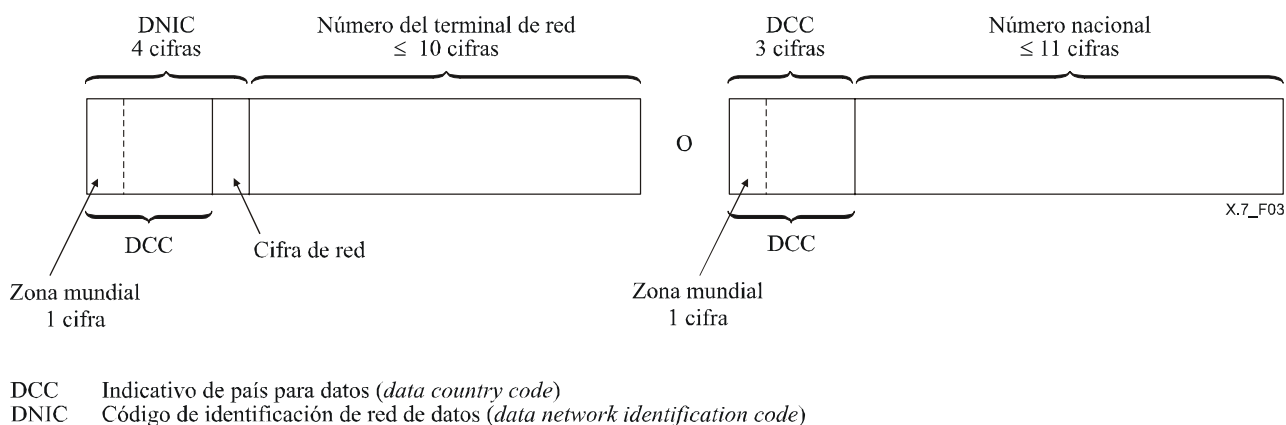 DNIC
4 cifras
Número del terminal de red
≤ 10 cifras
DCC
3 cifras
Número nacional
≤ 11 cifras
O
X.7_F03
DCC
Cifra de red
DCC
Zona mundial
1 cifra
Zona mundial
1 cifra
DCC Indicativo de país para datos (data country code)
DNIC Código de identificación de red de datos (data network identification code)